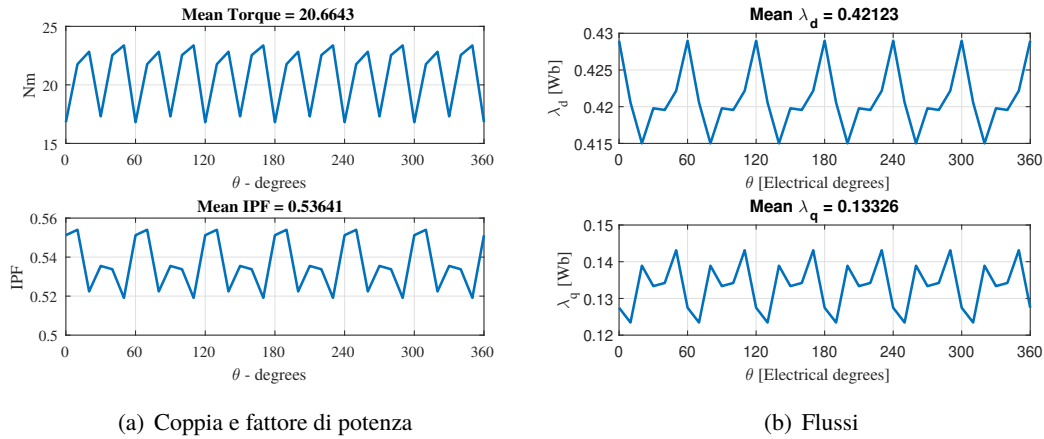 Mean Torque = 20.6643
25
20
15
Nm
0 60 120 180 240 300 360
θ - degrees
Mean IPF = 0.53641
0.56
0.54
0.52
0.5
IPF
0 60 120 180 240 300 360
θ - degrees
(a) Coppia e fattore di potenza
Mean λd = 0.42123
0.43
0.425
0.42
0.415
λd [Wb]
0 60 120 180 240 300 360
θ [Electrical degrees]
Mean λq = 0.13326
0.15
0.14
0.13
0.12
λq [Wb]
0 60 120 180 240 300 360
θ [Electrical degrees]
(b) Flussi